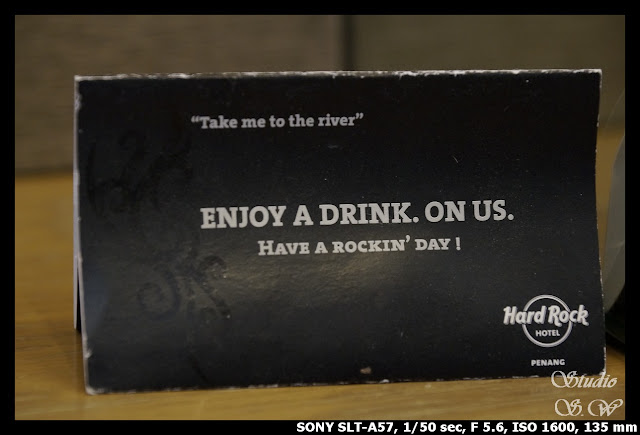 “Take me to the river”
ENJOY A DRINK. ON US.
HAVE A ROCKIN’ DAY !
Hard Rock
HOTEL
PENANG
Studio
S.W
SONY SLT-A57, 1/50 sec, F 5.6, ISO 1600, 135 mm